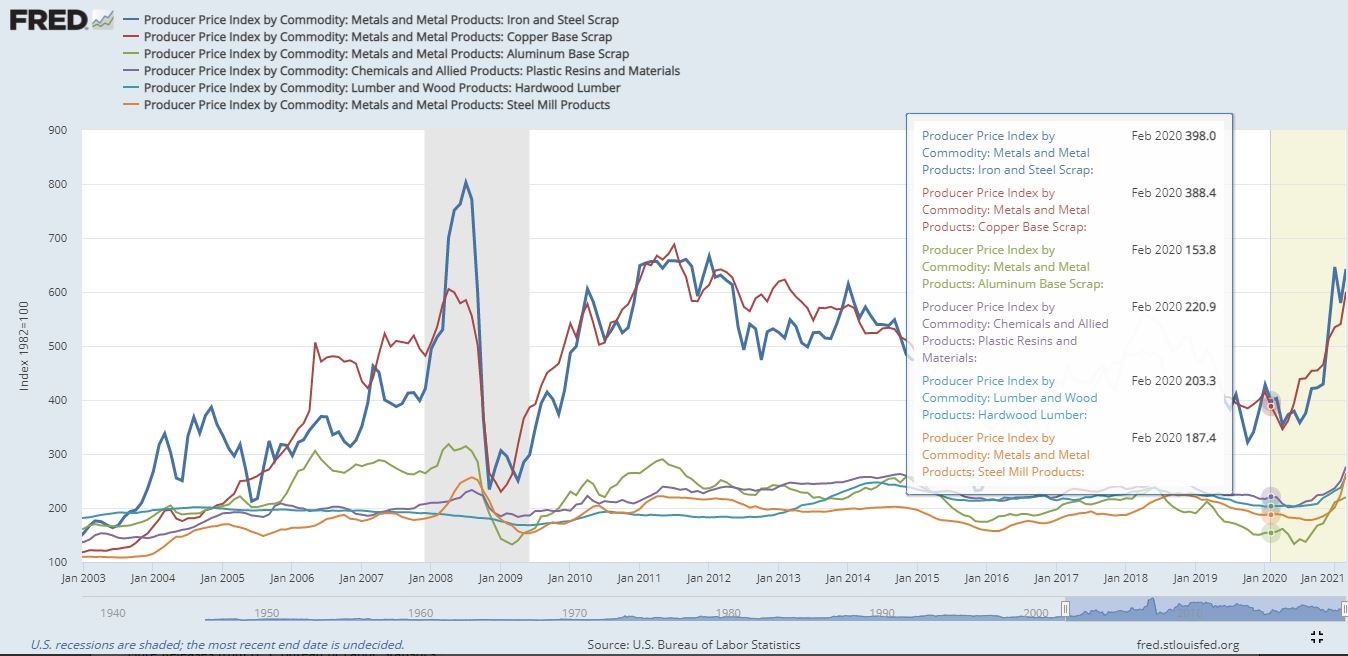 FRED
Producer Price Index by Commodity: Metals and Metal Products: Iron and Steel Scrap
Producer Price Index by Commodity: Metals and Metal Products: Copper Base Scrap
Producer Price Index by Commodity: Metals and Metal Products: Aluminum Base Scrap
Producer Price Index by Commodity: Chemicals and Allied Products: Plastic Resins and Materials
Producer Price Index by Commodity: Lumber and Wood Products: Hardwood Lumber
Producer Price Index by Commodity: Metals and Metal Products: Steel Mill Products
900
800
700
600
500
400
300
200
100
Index 1982=100
Producer Price Index by Feb 2020 398.0
Commodity: Metals and Metal
Products: Iron and Steel Scrap:
Producer Price Index by Feb 2020 388.4
Commodity: Metals and Metal
Products: Copper Base Scrap:
Producer Price Index by Feb 2020 153.8
Commodity: Metals and Metal
Products: Aluminum Base Scrap:
Producer Price Index by Feb 2020 220.9
Commodity: Chemicals and Allied
Products: Plastic Resins and
Materials:
Producer Price Index by Feb 2020 203.3
Commodity: Lumber and Wood
Products: Hardwood Lumber:
Producer Price Index by Feb 2020 187.4
Commodity: Metals and Metal
Products: Steel Mill Products:
Jan 2003 Jan 2004 Jan 2005 Jan 2006 Jan 2007 Jan 2008 Jan 2009 Jan 2010 Jan 2011 Jan 2012 Jan 2013 Jan 2014 Jan 2015 Jan 2016 Jan 2017 Jan 2018 Jan 2019 Jan 2020 Jan 2021
1940 1950 1960 1970 1980 1990 2000 2010
U.S. recessions are shaded; the most recent end date is undecided.
Source: U.S. Bureau of Labor Statistics
fred.stlouisfed.org